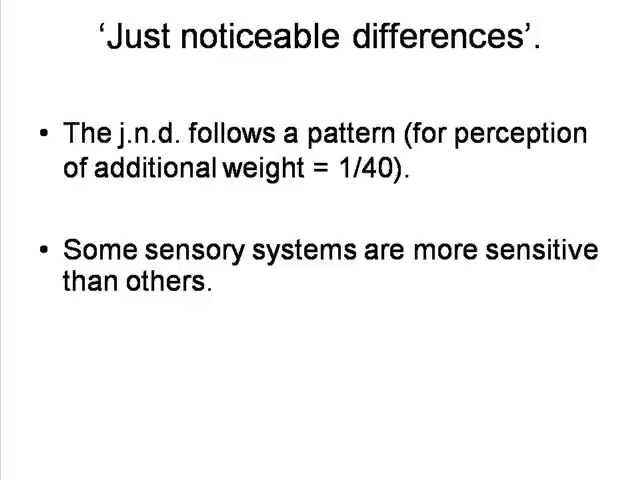 ‘Just noticeable differences’.
• The j.n.d. follows a pattern (for perception
of additional weight = 1/40).
• Some sensory systems are more sensitive
than others.